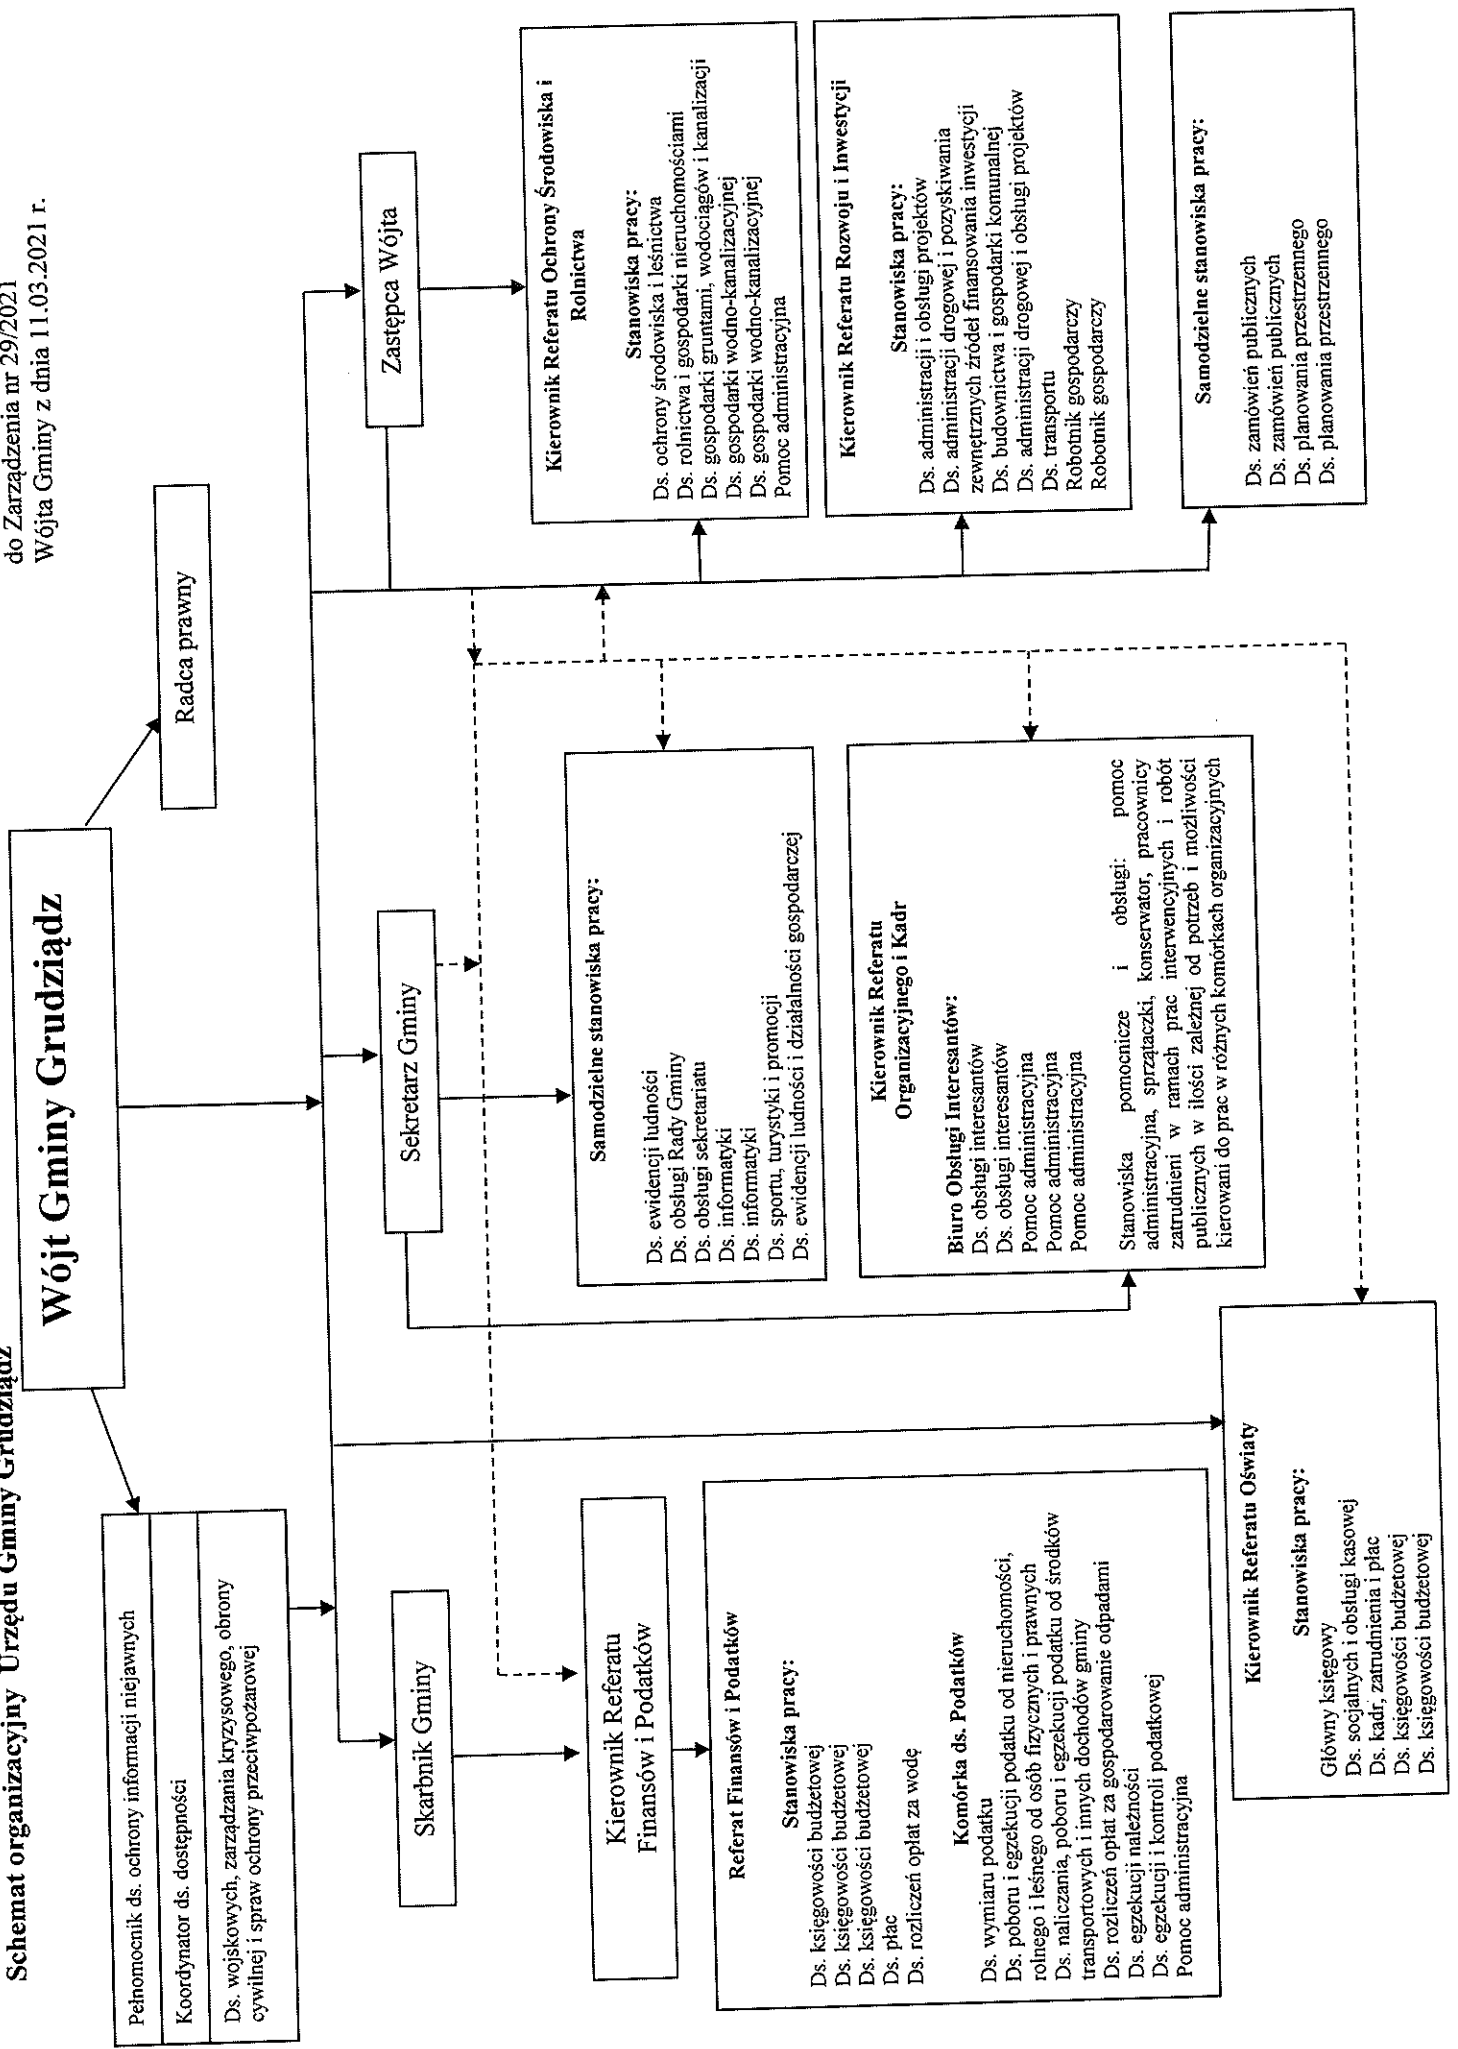 do Zarządzenia nr 29/2021
Wójta Gminy z dnia 11.03.2021 r.
Schemat organizacyjny Urzędu Gminy Grudziądz
Wójt Gminy Grudziądz
Radca prawny
Pełnomocnik ds. ochrony informacji niejawnych
Koordynator ds. dostępności
Ds. wojskowych, zarządzania kryzysowego, obrony
cywilnej i spraw ochrony przeciwpożarowej
Skarbnik Gminy
Sekretarz Gminy
Zastępca Wójta
Kierownik Referatu
Finansów i Podatków
Referat Finansów i Podatków
Stanowiska pracy:
Ds. księgowości budżetowej
Ds. księgowości budżetowej
Ds. księgowości budżetowej
Ds. płac
Ds. rozliczeń opłat za wodę
Komórka ds. Podatków
Ds. wymiaru podatku
Ds. poboru i egzekucji podatku od nieruchomości,
rolnego i leśnego od osób fizycznych i prawnych
Ds. naliczania, poboru i egzekucji podatku od środków
transportowych i innych dochodów gminy
Ds. rozliczeń opłat za gospodarowanie odpadami
Ds. egzekucji należności
Ds. egzekucji i kontroli podatkowej
Pomoc administracyjna
Kierownik Referatu Oświaty
Stanowiska pracy:
Główny księgowy
Ds. socjalnych i obsługi kasowej
Ds. kadr, zatrudnienia i płac
Ds. księgowości budżetowej
Ds. księgowości budżetowej
Samodzielne stanowiska pracy:
Ds. ewidencji ludności
Ds. obsługi Rady Gminy
Ds. obsługi sekretariatu
Ds. informatyki
Ds. informatyki
Ds. sportu, turystyki i promocji
Ds. ewidencji ludności i działalności gospodarczej
Kierownik Referatu
Organizacyjnego i Kadr
Biuro Obsługi Interesantów:
Ds. obsługi interesantów
Ds. obsługi interesantów
Pomoc administracyjna
Pomoc administracyjna
Pomoc administracyjna
Stanowiska pomocnicze i obsługi: pomoc
administracyjna, sprzątaczki, konserwator, pracownicy
zatrudnieni w ramach prac interwencyjnych i robót
publicznych w ilości zależnej od potrzeb i możliwości
kierowani do prac w różnych komórkach organizacyjnych
Kierownik Referatu Ochrony Środowiska i
Rolnictwa
Stanowiska pracy:
Ds. ochrony środowiska i leśnictwa
Ds. rolnictwa i gospodarki nieruchomościami
Ds. gospodarki gruntami, wodociągów i kanalizacji
Ds. gospodarki wodno-kanalizacyjnej
Ds. gospodarki wodno-kanalizacyjnej
Pomoc administracyjna
Kierownik Referatu Rozwoju i Inwestycji
Stanowiska pracy:
Ds. administracji i obsługi projektów
Ds. administracji drogowej i pozyskiwania
zewnętrznych źródeł finansowania inwestycji
Ds. budownictwa i gospodarki komunalnej
Ds. administracji drogowej i obsługi projektów
Ds. transportu
Robotnik gospodarczy
Robotnik gospodarczy
Samodzielne stanowiska pracy:
Ds. zamówień publicznych
Ds. zamówień publicznych
Ds. planowania przestrzennego
Ds. planowania przestrzennego